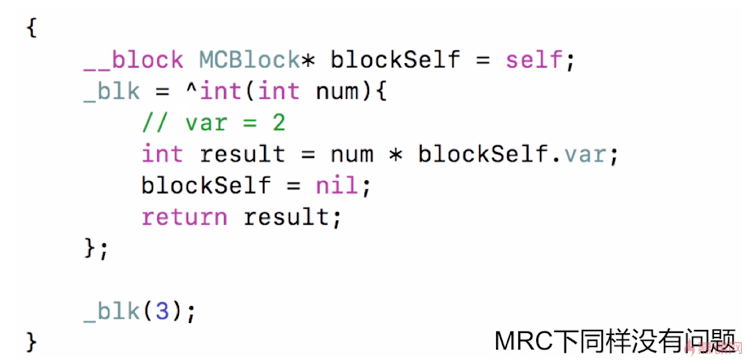 {
__block MCBlock* blockSelf = self;
_blk = ^int(int num){
// var = 2
int result = num * blockSelf.var;
blockSelf = nil;
return result;
};
_blk(3);
}
MRC下同样没有问题